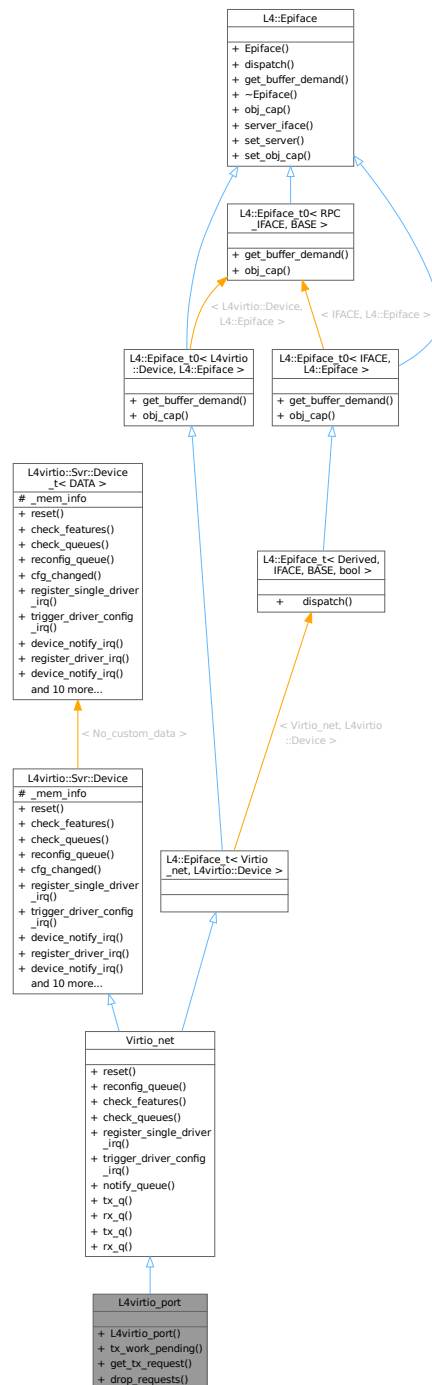 L4::Epiface
+ Epiface()
+ dispatch()
+ get_buffer_demand()
+ ~Epiface()
+ obj_cap()
+ server_iface()
+ set_server()
+ set_obj_cap()
L4::Epiface_t0< RPC
_IFACE, BASE >
+ get_buffer_demand()
+ obj_cap()
< L4virtio::Device,
L4::Epiface >
< IFACE, L4::Epiface >
L4::Epiface_t0< L4virtio
::Device, L4::Epiface >
+ get_buffer_demand()
+ obj_cap()
L4::Epiface_t0< IFACE,
L4::Epiface >
+ get_buffer_demand()
+ obj_cap()
L4virtio::Svr::Device
_t< DATA >
# _mem_info
+ reset()
+ check_features()
+ check_queues()
+ reconfig_queue()
+ cfg_changed()
+ register_single_driver
_irq()
+ trigger_driver_config
_irq()
+ device_notify_irq()
+ register_driver_irq()
+ device_notify_irq()
and 10 more...
L4::Epiface_t< Derived,
IFACE, BASE, bool >
+ dispatch()
< No_custom_data >
< Virtio_net, L4virtio
::Device >
L4virtio::Svr::Device
# _mem_info
+ reset()
+ check_features()
+ check_queues()
+ reconfig_queue()
+ cfg_changed()
+ register_single_driver
_irq()
+ trigger_driver_config
_irq()
+ device_notify_irq()
+ register_driver_irq()
+ device_notify_irq()
and 10 more...
L4::Epiface_t< Virtio
_net, L4virtio::Device >
Virtio_net
+ reset()
+ reconfig_queue()
+ check_features()
+ check_queues()
+ register_single_driver
_irq()
+ trigger_driver_config
_irq()
+ notify_queue()
+ tx_q()
+ rx_q()
+ tx_q()
+ rx_q()
L4virtio_port
+ L4virtio_port()
+ tx_work_pending()
+ get_tx_request()
+ drop_requests()